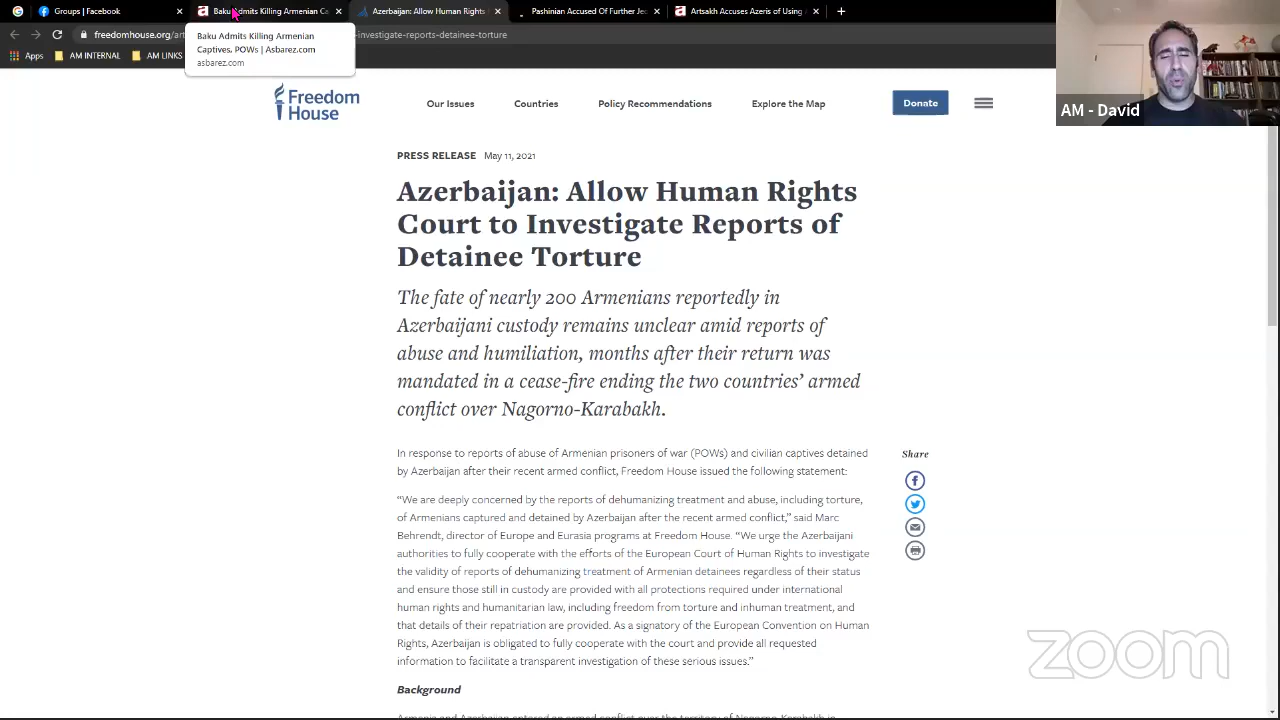 Groups | Facebook
Baku Admits Killing Armenian Ca
Azerbaijan: Allow Human Rights
Pashinian Accused Of Further Je
Artsakh Accuses Azeris of Using A
freedomhouse.org/ar
-investigate-reports-detainee-torture
Baku Admits Killing Armenian
Captives, POWs | Asbarez.com
asbarez.com
Apps
AM INTERNAL
AM LINKS
AM - David
Freedom
House
Our Issues
Countries
Policy Recommendations
Explore the Map
Donate
PRESS RELEASE May 11, 2021
Azerbaijan: Allow Human Rights
Court to Investigate Reports of
Detainee Torture
The fate of nearly 200 Armenians reportedly in
Azerbaijani custody remains unclear amid reports of
abuse and humiliation, months after their return was
mandated in a cease-fire ending the two countries' armed
conflict over Nagorno-Karabakh.
In response to reports of abuse of Armenian prisoners of war (POWs) and civilian captives detained
by Azerbaijan after their recent armed conflict, Freedom House issued the following statement:
“We are deeply concerned by the reports of dehumanizing treatment and abuse, including torture,
of Armenians captured and detained by Azerbaijan after the recent armed conflict,” said Marc
Behrendt, director of Europe and Eurasia programs at Freedom House. “We urge the Azerbaijani
authorities to fully cooperate with the efforts of the European Court of Human Rights to investigate
the validity of reports of dehumanizing treatment of Armenian detainees regardless of their status
and ensure those still in custody are provided with all protections required under international
human rights and humanitarian law, including freedom from torture and inhuman treatment, and
that details of their repatriation are provided. As a signatory of the European Convention on Human
Rights, Azerbaijan is obligated to fully cooperate with the court and provide all requested
information to facilitate a transparent investigation of these serious issues.”
Share
Background
zoom